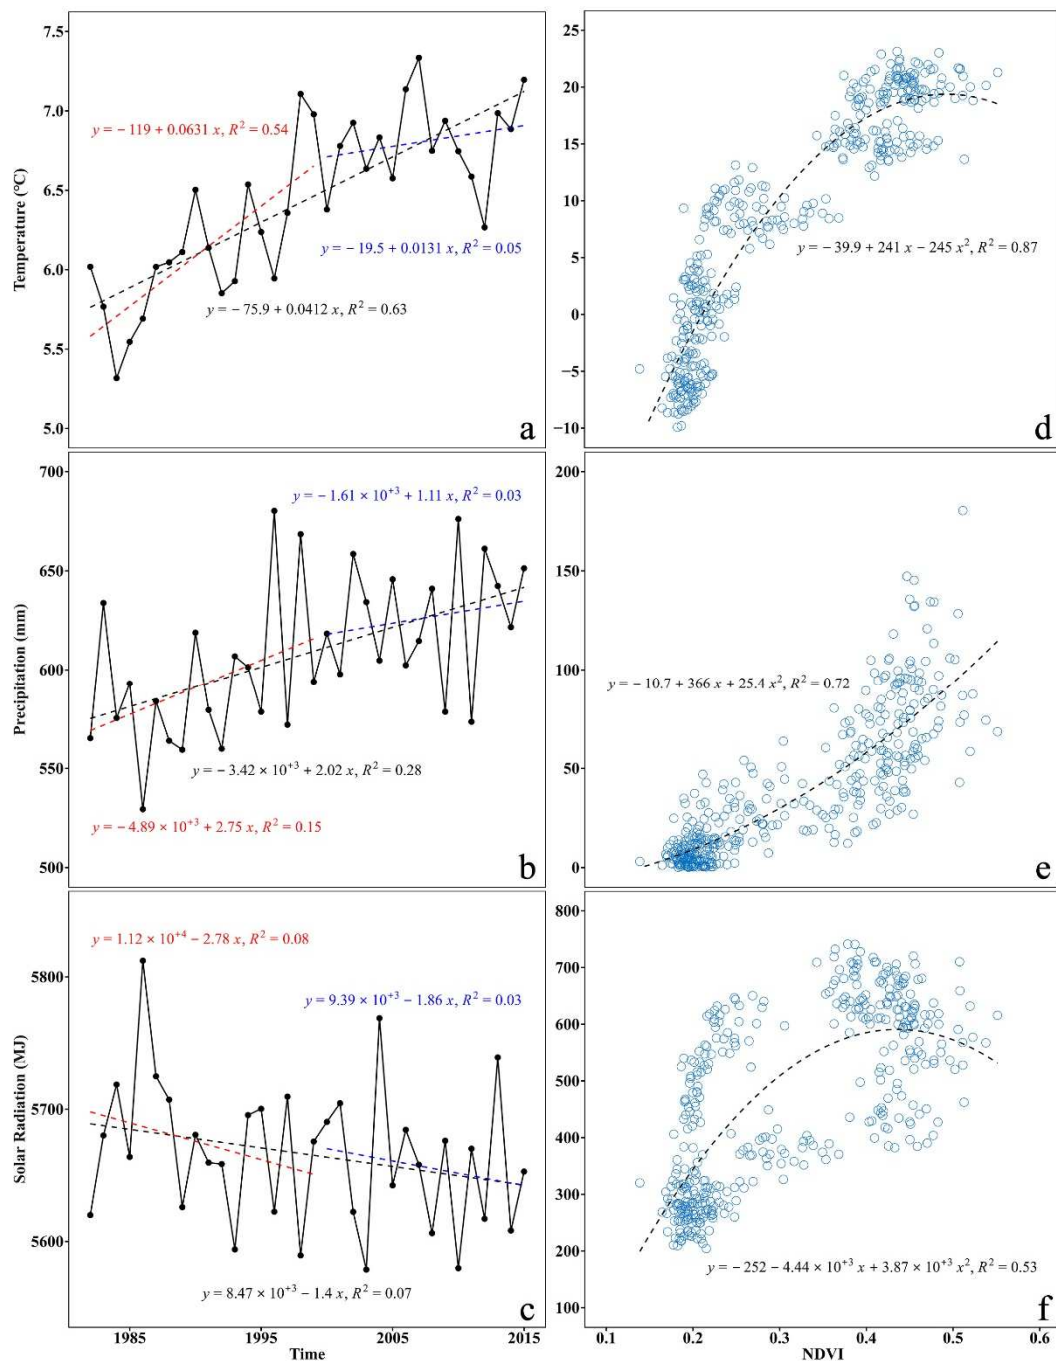 7.5
7.0
6.5
6.0
5.5
5.0
Temperature (°C)
y = − 119 + 0.0631 x, R² = 0.54
y = − 19.5 + 0.0131 x, R² = 0.05
y = − 75.9 + 0.0412 x, R² = 0.63
a
25
20
15
10
5
0
−5
−10
y = − 39.9 + 241 x − 245 x², R² = 0.87
d
700
650
600
550
500
Precipitation (mm)
y = − 1.61 × 10⁺³ + 1.11 x, R² = 0.03
y = − 3.42 × 10⁺³ + 2.02 x, R² = 0.28
y = − 4.89 × 10⁺³ + 2.75 x, R² = 0.15
b
200
150
100
50
0
y = − 10.7 + 366 x + 25.4 x², R² = 0.72
e
5800
5700
5600
Solar Radiation (MJ)
y = 1.12 × 10⁺⁴ − 2.78 x, R² = 0.08
y = 9.39 × 10⁺³ − 1.86 x, R² = 0.03
y = 8.47 × 10⁺³ − 1.4 x, R² = 0.07
c
1985
1995
2005
2015
Time
800
700
600
500
400
300
200
100
y = − 252 − 4.44 × 10⁺³ x + 3.87 × 10⁺³ x², R² = 0.53
f
0.1
0.2
0.3
0.4
0.5
0.6
NDVI